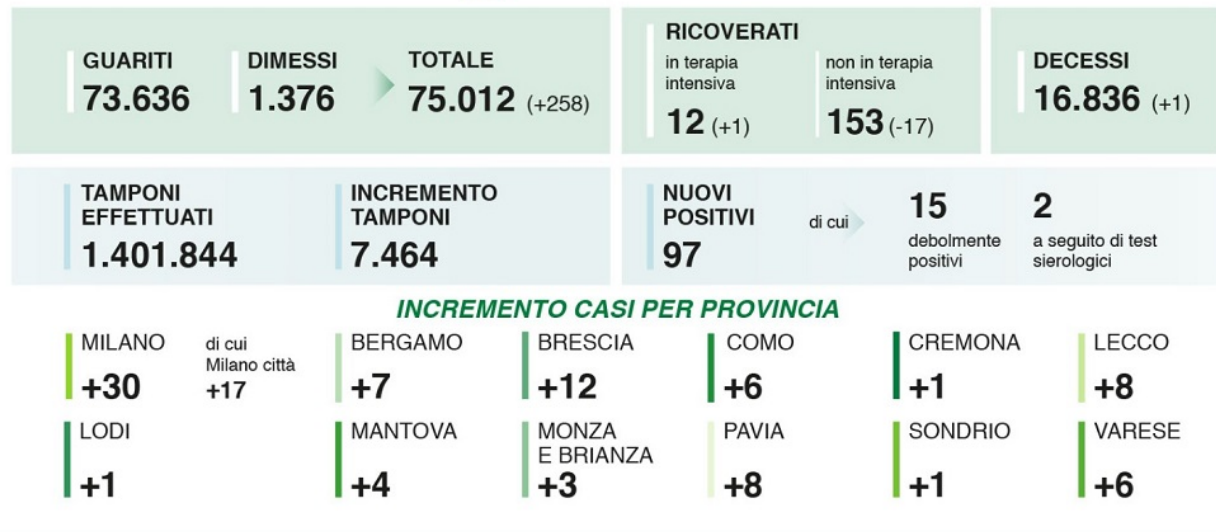 GUARITI
73.636
DIMESSI
1.376
TOTALE
75.012 (+258)
RICOVERATI
in terapia
intensiva
12 (+1)
non in terapia
intensiva
153 (-17)
DECESSI
16.836 (+1)
TAMPONI
EFFETTUATI
1.401.844
INCREMENTO
TAMPONI
7.464
NUOVI
POSITIVI
97
di cui
15
debolmente
positivi
2
a seguito di test
sierologici
INCREMENTO CASI PER PROVINCIA
MILANO
+30
di cui
Milano città
+17
BERGAMO
+7
BRESCIA
+12
COMO
+6
CREMONA
+1
LECCO
+8
LODI
+1
MANTOVA
+4
MONZA
E BRIANZA
+3
PAVIA
+8
SONDRIO
+1
VARESE
+6